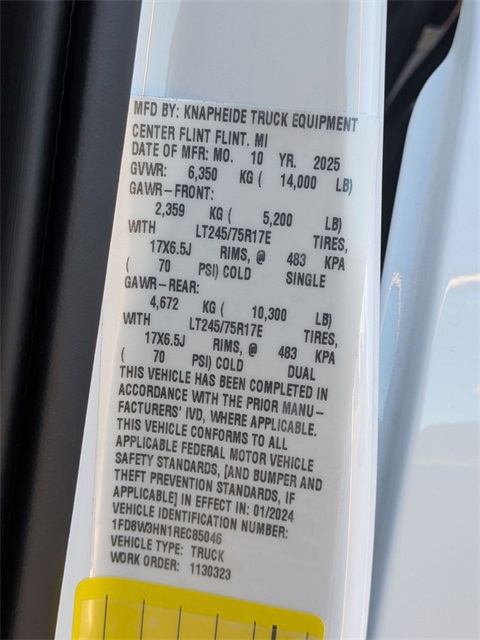 MFD BY: KNAPHEIDE TRUCK EQUIPMENT
CENTER FLINT FLINT, MI
DATE OF MFR: MO. 10 YR. 2025
GVWR: 6,350 KG ( 14,000 LB)
GAWR-FRONT:
2,359 KG ( 5,200 LB)
WITH LT245/75R17E TIRES,
17X6.5J RIMS, @ 483 KPA
( 70 PSI) COLD SINGLE
GAWR-REAR:
4,672 KG ( 10,300 LB)
WITH LT245/75R17E TIRES,
17X6.5J RIMS, @ 483 KPA
( 70 PSI) COLD DUAL
THIS VEHICLE HAS BEEN COMPLETED IN
ACCORDANCE WITH THE PRIOR MANU-
FACTURERS' IVD, WHERE APPLICABLE.
THIS VEHICLE CONFORMS TO ALL
APPLICABLE FEDERAL MOTOR VEHICLE
SAFETY STANDARDS, [AND BUMPER AND
THEFT PREVENTION STANDARDS, IF
APPLICABLE] IN EFFECT IN: 01/2024
VEHICLE IDENTIFICATION NUMBER:
1FD8W3HN1REC85046
VEHICLE TYPE: TRUCK
WORK ORDER: 1130323